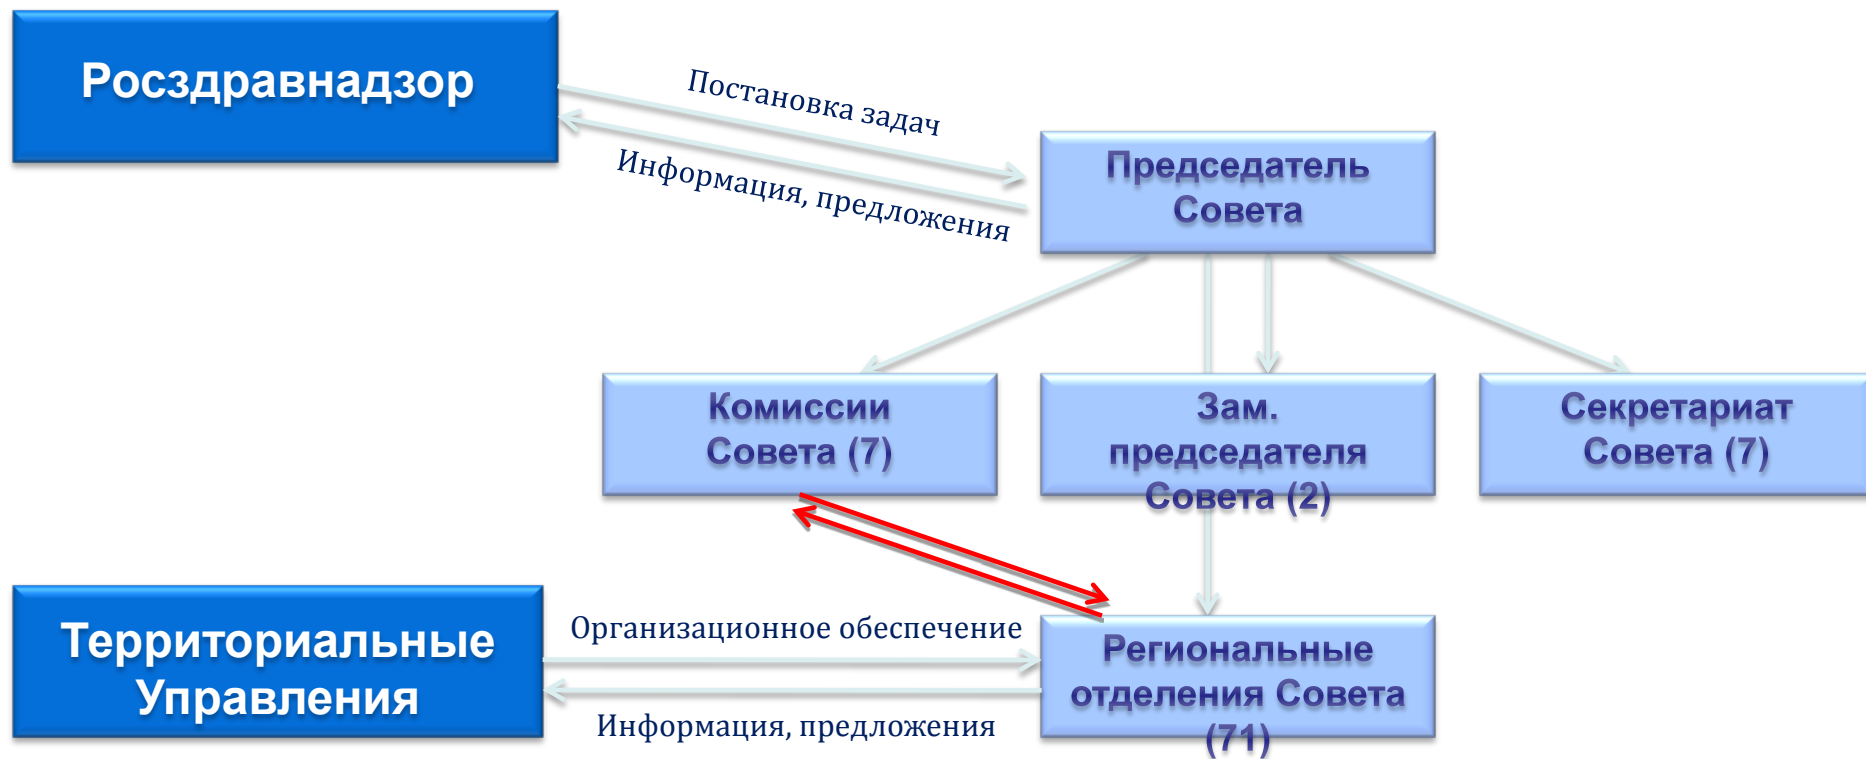 Росздравнадзор
Постановка задач
Информация, предложения
Председатель
Совета
Комиссии
Совета (7)
Зам.
председателя
Совета (2)
Секретариат
Совета (7)
Территориальные
Управления
Организационное обеспечение
Информация, предложения
Региональные
отделения Совета
(71)